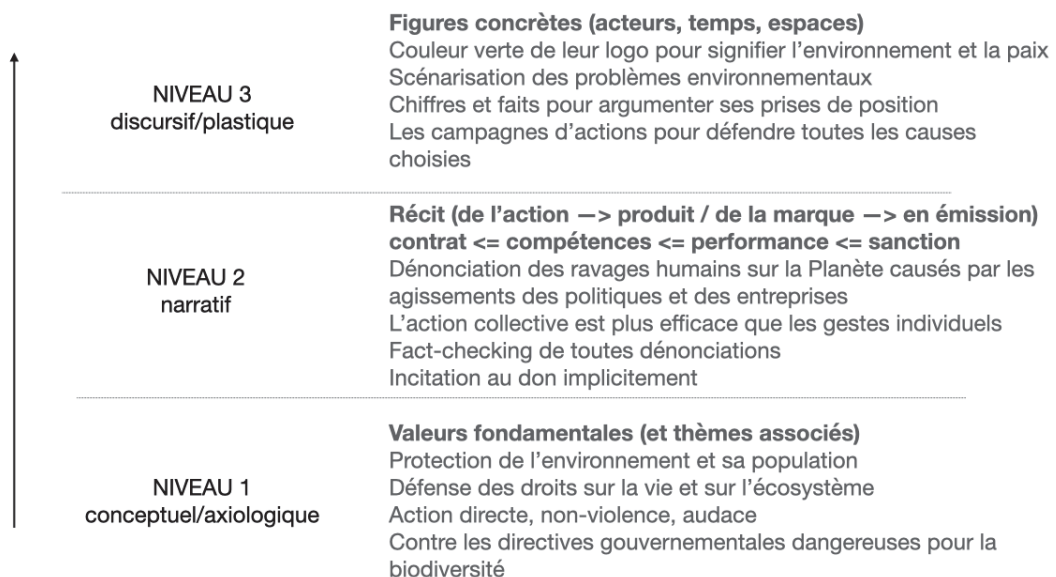 Figures concrètes (acteurs, temps, espaces)
Couleur verte de leur logo pour signifier l’environnement et la paix
Scénarisation des problèmes environnementaux
Chiffres et faits pour argumenter ses prises de position
Les campagnes d’actions pour défendre toutes les causes
choisies
NIVEAU 3
discursif/plastique
Récit (de l’action —> produit / de la marque —> en émission)
contrat <= compétences <= performance <= sanction
Dénonciation des ravages humains sur la Planète causés par les
agissements des politiques et des entreprises
L’action collective est plus efficace que les gestes individuels
Fact-checking de toutes dénonciations
Incitation au don implicitement
NIVEAU 2
narratif
Valeurs fondamentales (et thèmes associés)
Protection de l’environnement et sa population
Défense des droits sur la vie et sur l’écosystème
Action directe, non-violence, audace
Contre les directives gouvernementales dangereuses pour la
biodiversité
NIVEAU 1
conceptuel/axiologique